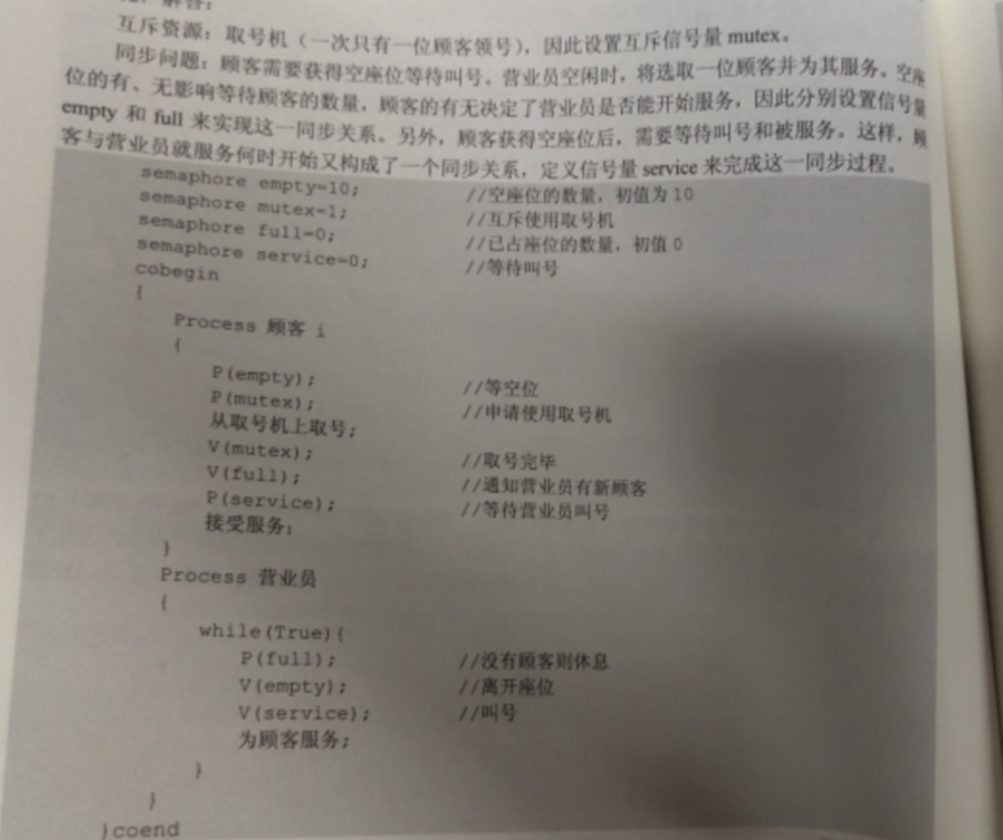 解答：
互斥资源：取号机（一次只有一位顾客领号），因此设置互斥信号量 mutex。
同步问题：顾客需要获得空座位等待叫号，营业员空闲时，将选取一位顾客并为其服务。空座
位的有、无影响等待顾客的数量，顾客的有无决定了营业员是否能开始服务，因此分别设置信号量
empty 和 full 来实现这一同步关系。另外，顾客获得空座位后，需要等待叫号和被服务。这样，顾
客与营业员就服务何时开始又构成了一个同步关系，定义信号量 service 来完成这一同步过程。
semaphore empty=10; //空座位的数量，初值为 10
semaphore mutex=1; //互斥使用取号机
semaphore full=0; //已占座位的数量，初值 0
semaphore service=0; //等待叫号
cobegin
{
Process 顾客 i
{
P(empty); //等空位
P(mutex); //申请使用取号机
从取号机上取号;
V(mutex); //取号完毕
V(full); //通知营业员有新顾客
P(service); //等待营业员叫号
接受服务;
}
Process 营业员
{
while(True){
P(full); //没有顾客则休息
V(empty); //离开座位
V(service); //叫号
为顾客服务;
}
}
}coend